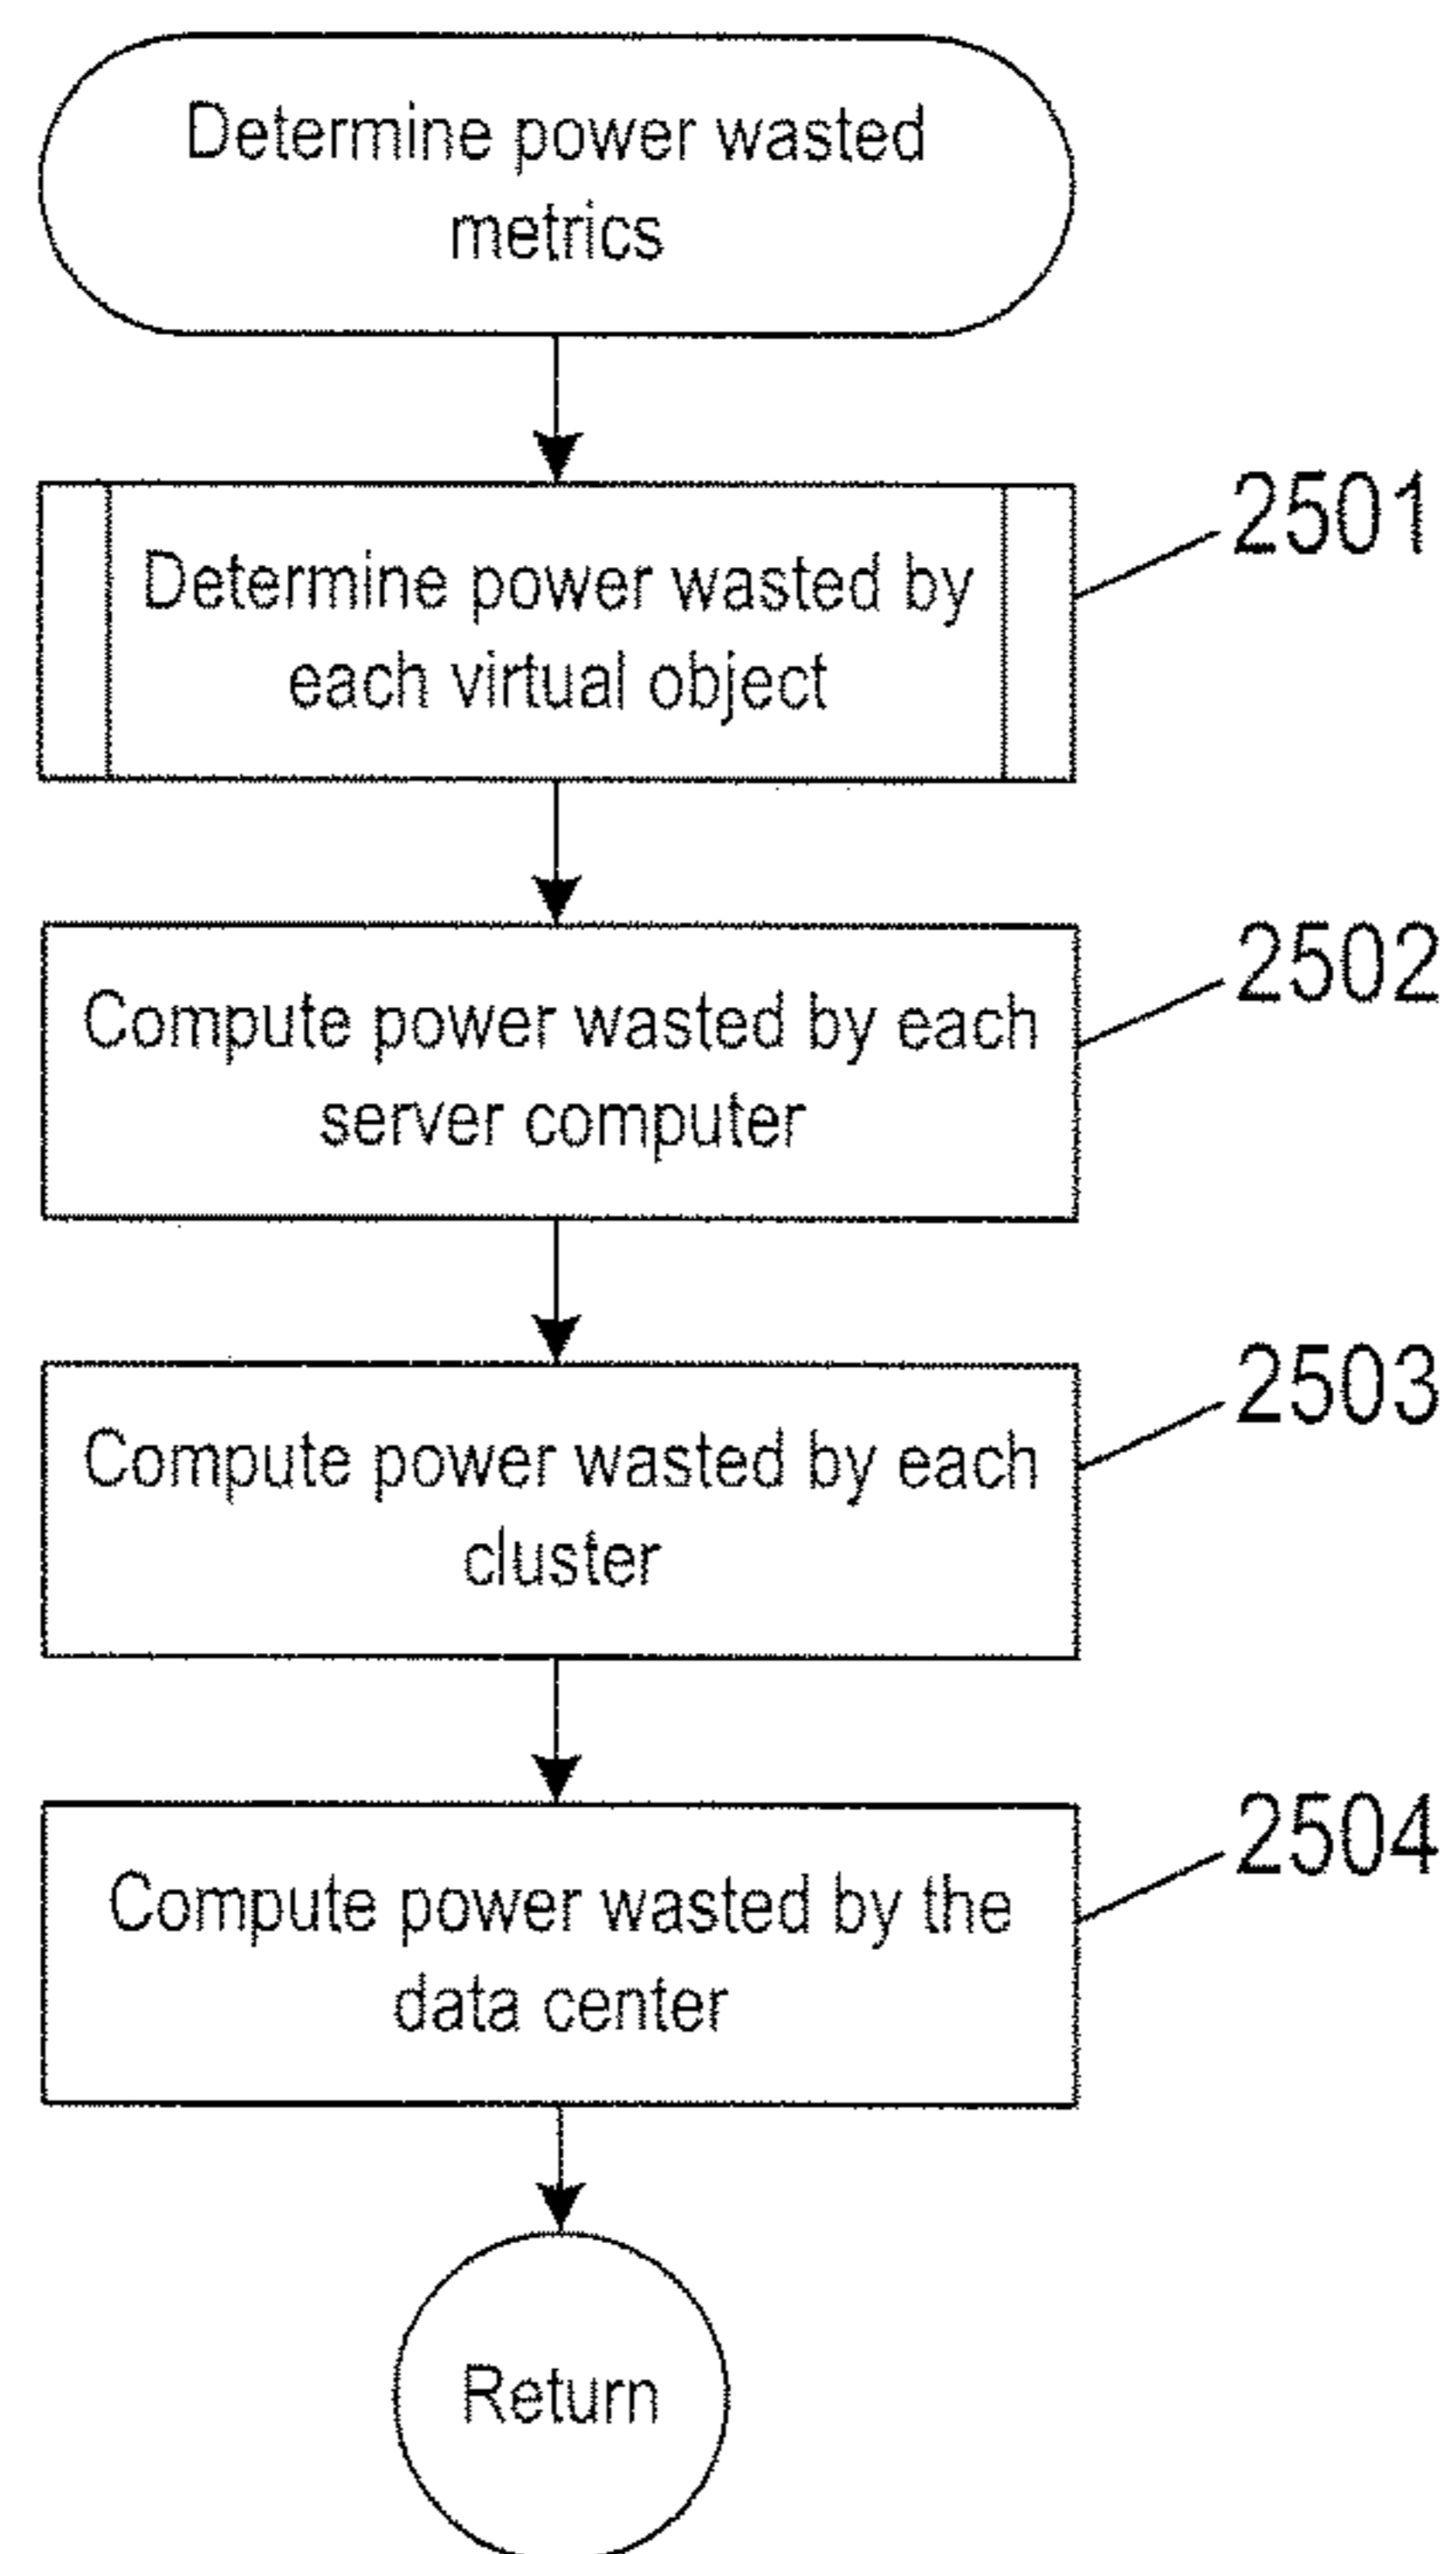 Determine power wasted
metrics
2501
Determine power wasted by
each virtual object
2502
Compute power wasted by each
server computer
2503
Compute power wasted by each
cluster
2504
Compute power wasted by the
data center
Return